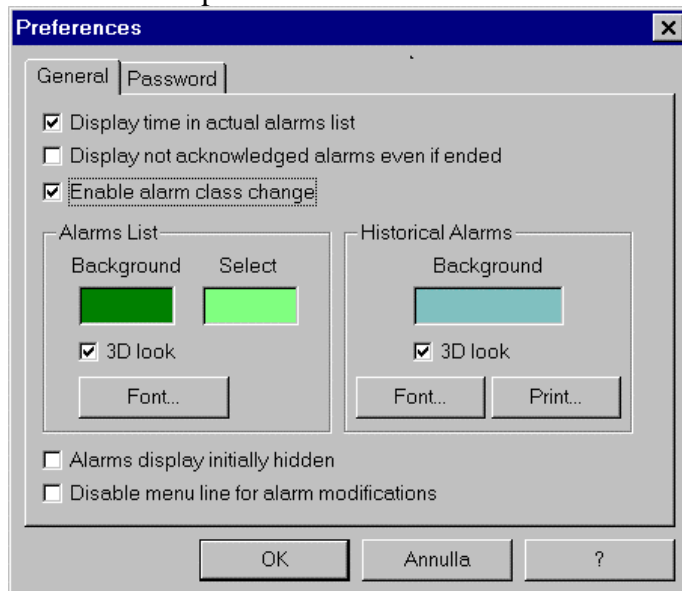 Preferences
General Password
Display time in actual alarms list
Display not acknowledged alarms even if ended
Enable alarm class change
Alarms List Historical Alarms
Background Select Background
3D look 3D look
Font... Font... Print...
Alarms display initially hidden
Disable menu line for alarm modifications
OK Annulla ?